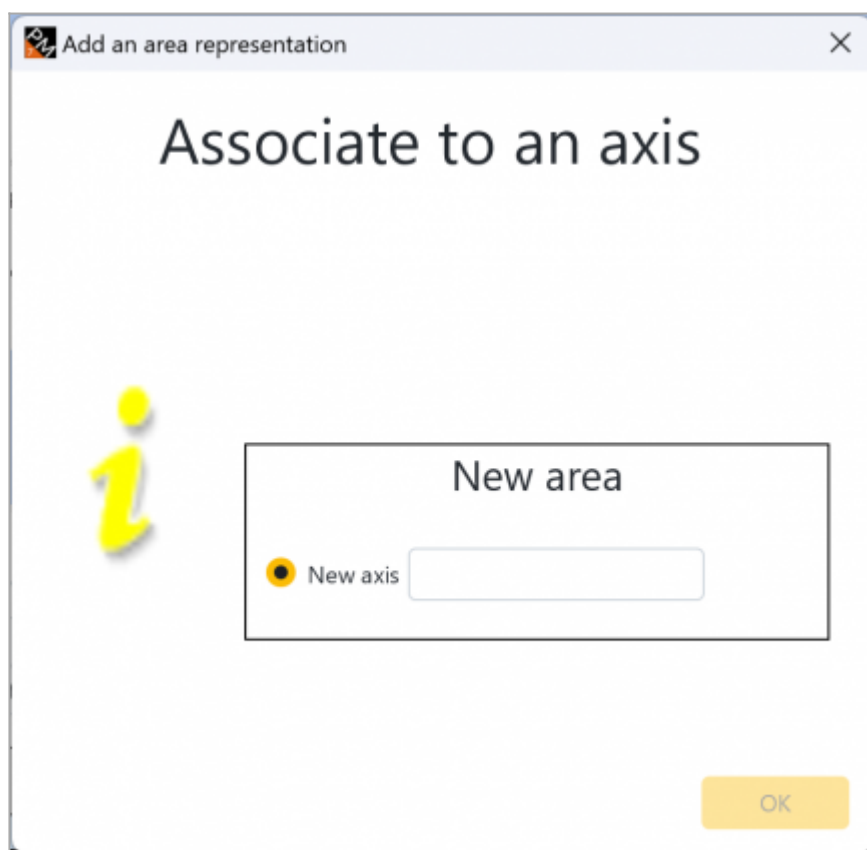 Add an area representation
Associate to an axis
New area
New axis
OK